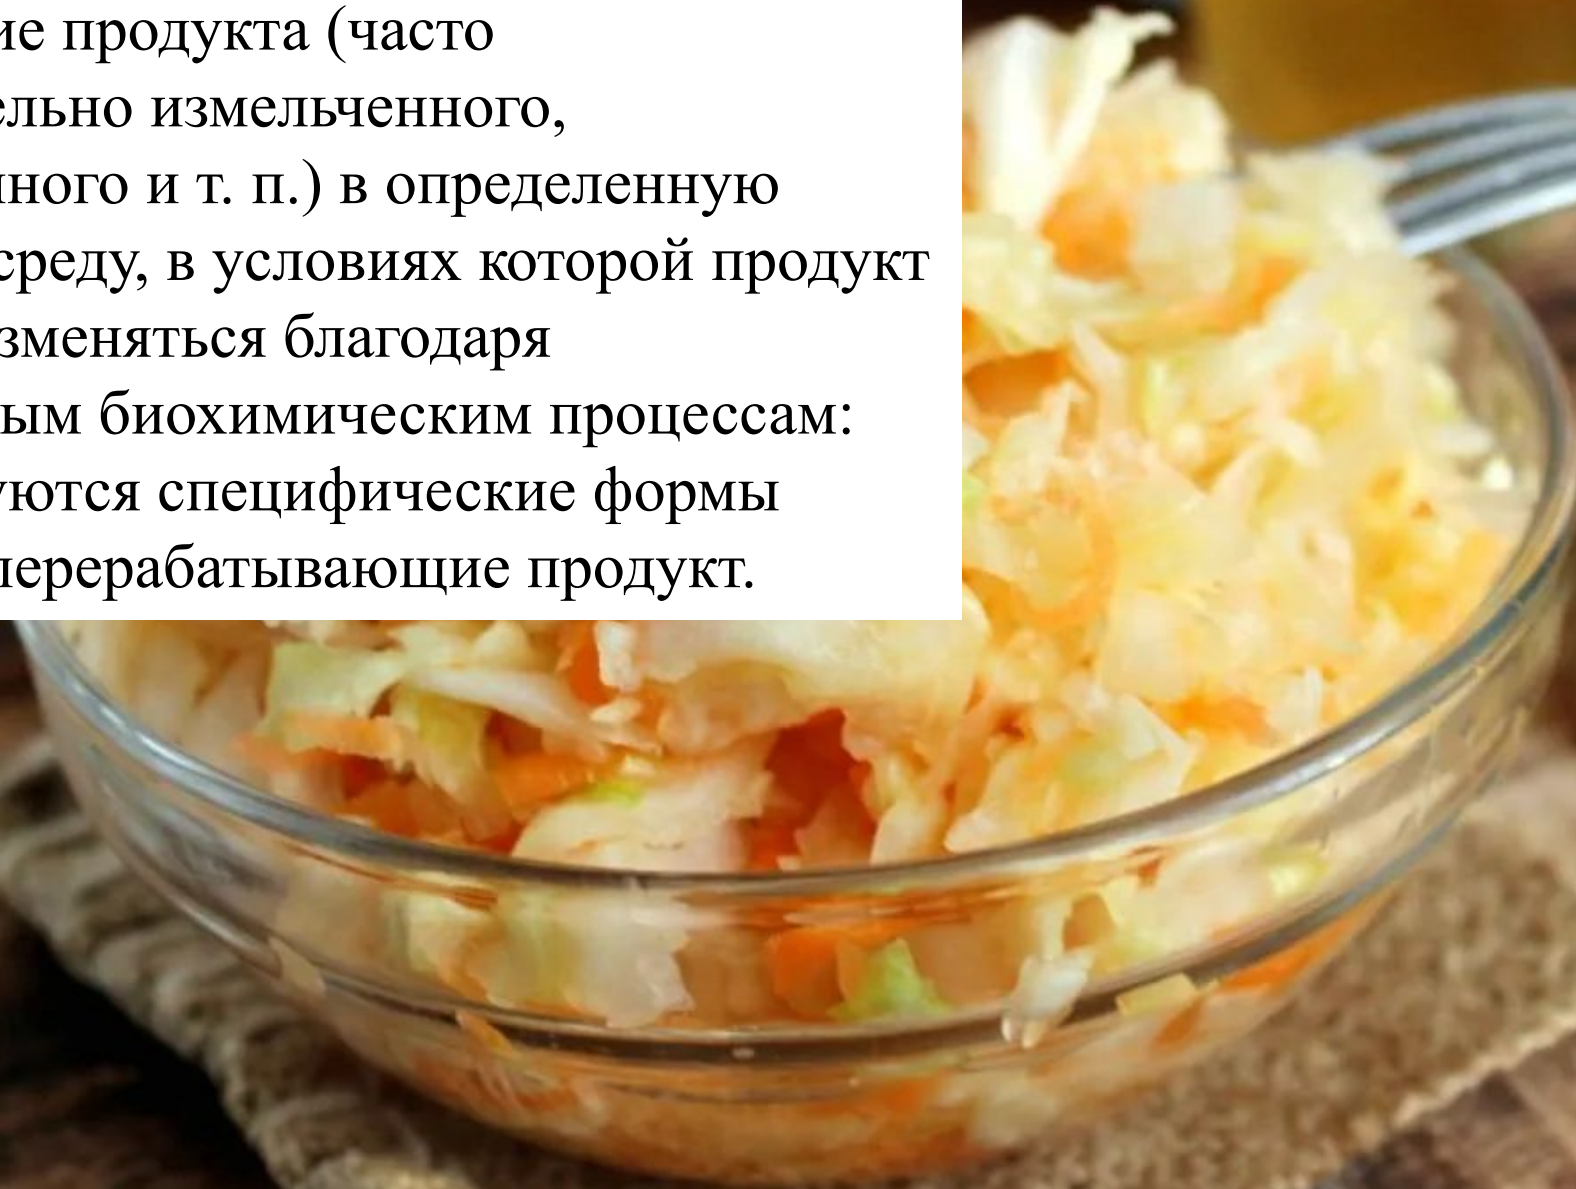 ие продукта (часто
ельно измельченного,
ного и т. п.) в определенную
среду, в условиях которой продукт
зменяться благодаря
ым биохимическим процессам:
уются специфические формы
перерабатывающие продукт.